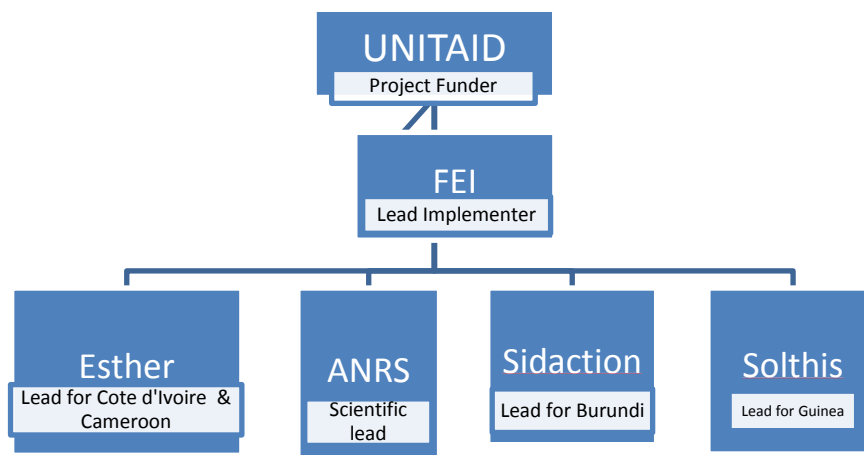 UNITAID
Project Funder
FEI
Lead Implementer
Esther
Lead for Cote d'Ivoire & 
Cameroon
ANRS
Scientific
lead
Sidaction
Lead for Burundi
Solthis
Lead for Guinea